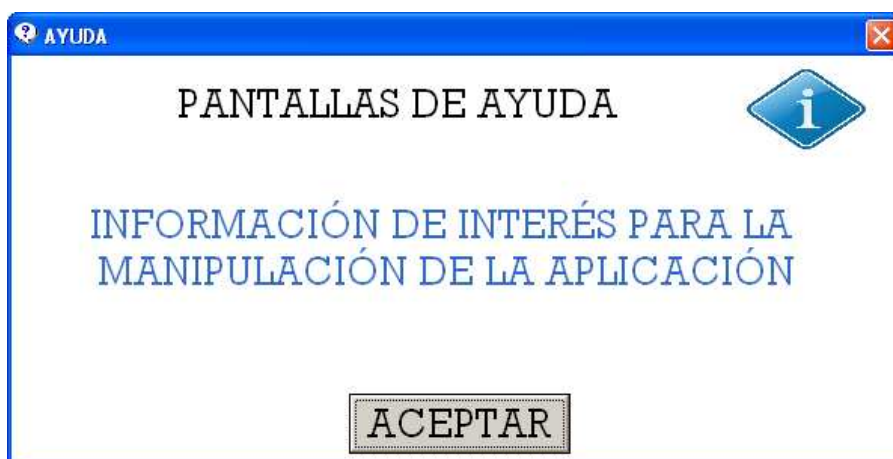 AYUDA
PANTALLAS DE AYUDA
i
INFORMACIÓN DE INTERÉS PARA LA
MANIPULACIÓN DE LA APLICACIÓN
ACEPTAR